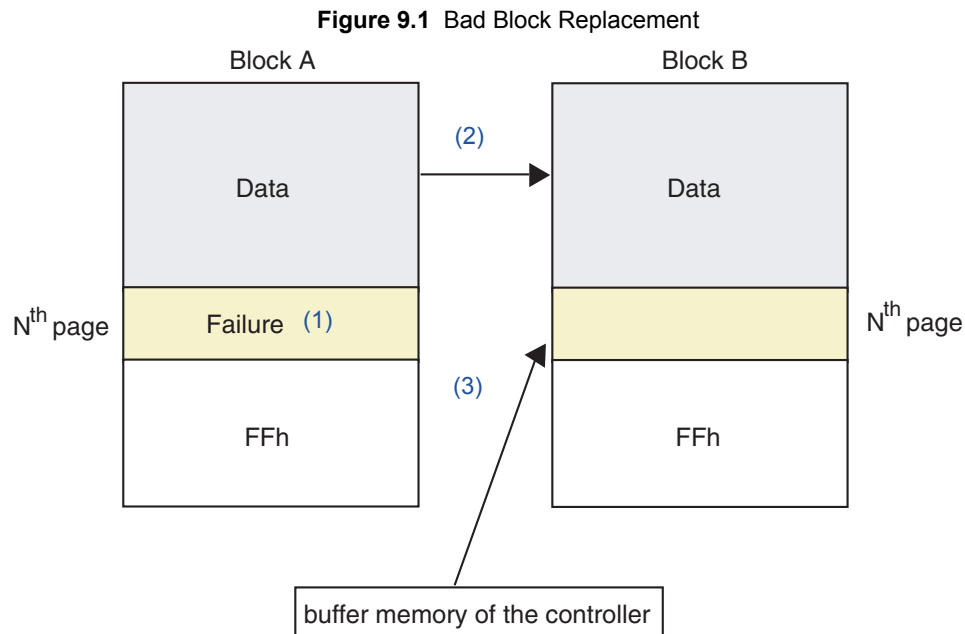 Figure 9.1 Bad Block Replacement
Block A
Block B
(2)
Data
Data
Nth page
Failure (1)
Nth page
(3)
FFh
FFh
buffer memory of the controller